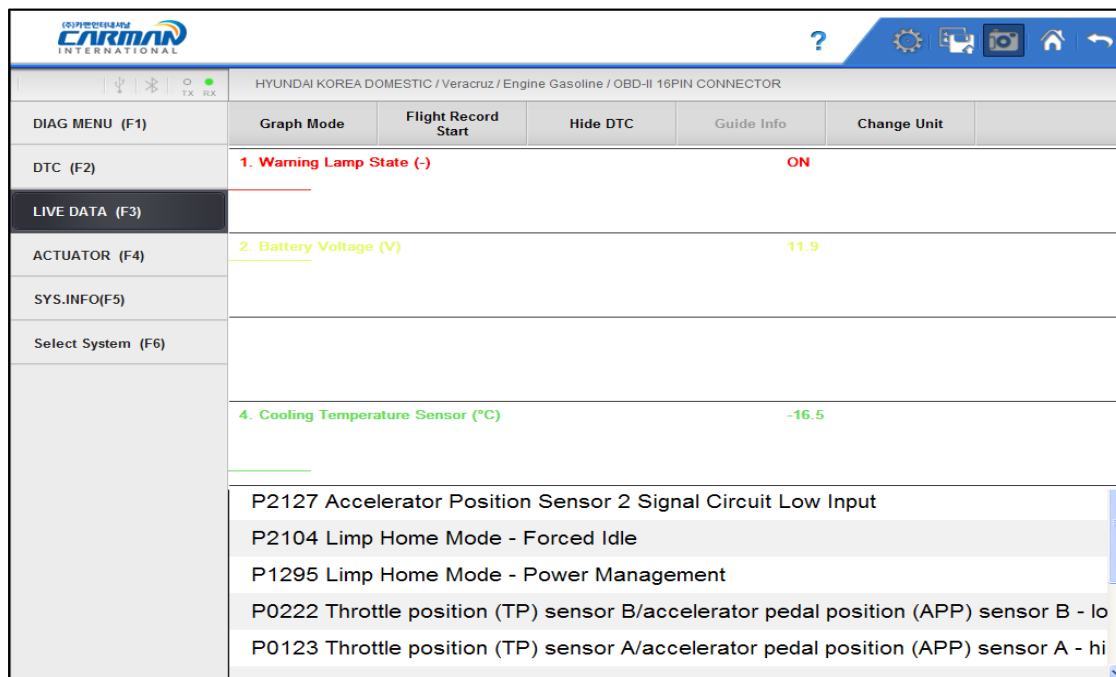 (주)카맨인터내셔날
CARMAN
INTERNATIONAL
?
TX RX
HYUNDAI KOREA DOMESTIC / Veracruz / Engine Gasoline / OBD-II 16PIN CONNECTOR
DIAG MENU (F1)
DTC (F2)
LIVE DATA (F3)
ACTUATOR (F4)
SYS.INFO(F5)
Select System (F6)
Graph Mode
Flight Record
Start
Hide DTC
Guide Info
Change Unit
1. Warning Lamp State (-) ON
2. Battery Voltage (V) 11.9
4. Cooling Temperature Sensor (°C) -16.5
P2127 Accelerator Position Sensor 2 Signal Circuit Low Input
P2104 Limp Home Mode - Forced Idle
P1295 Limp Home Mode - Power Management
P0222 Throttle position (TP) sensor B/accelerator pedal position (APP) sensor B - lo
P0123 Throttle position (TP) sensor A/accelerator pedal position (APP) sensor A - hi